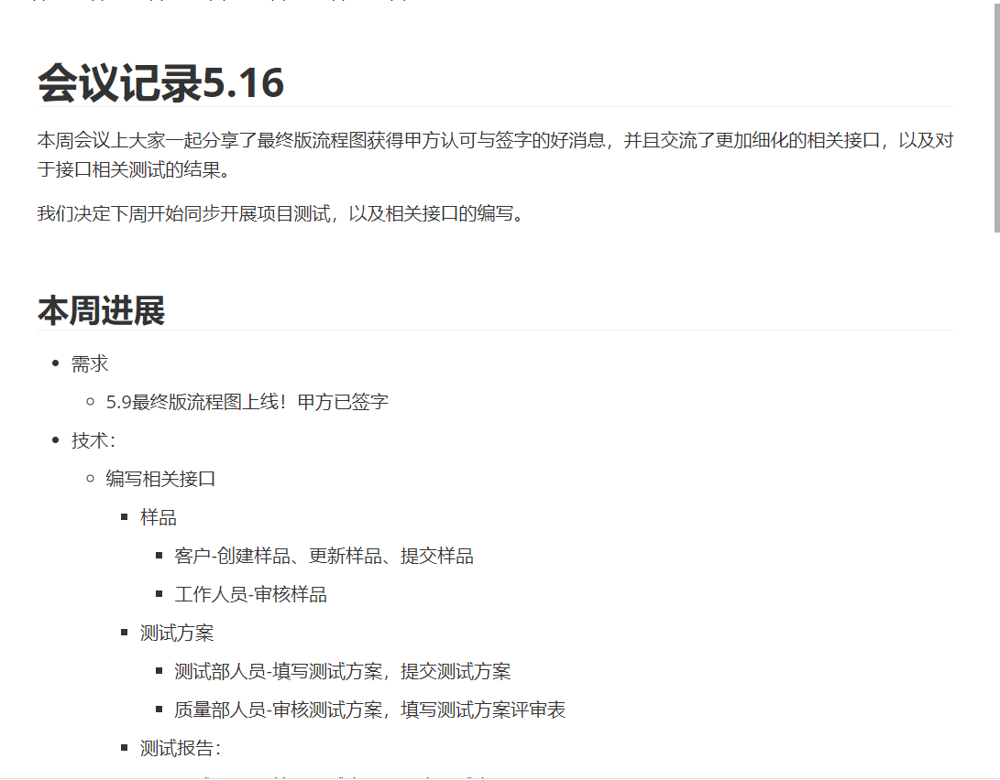 会议记录5.16
本周会议上大家一起分享了最终版流程图获得甲方认可与签字的好消息，并且交流了更加细化的相关接口，以及对
于接口相关测试的结果。
我们决定下周开始同步开展项目测试，以及相关接口的编写。
本周进展
需求
5.9最终版流程图上线！甲方已签字
技术：
编写相关接口
样品
客户-创建样品、更新样品、提交样品
工作人员-审核样品
测试方案
测试部人员-填写测试方案，提交测试方案
质量部人员-审核测试方案，填写测试方案评审表
测试报告：